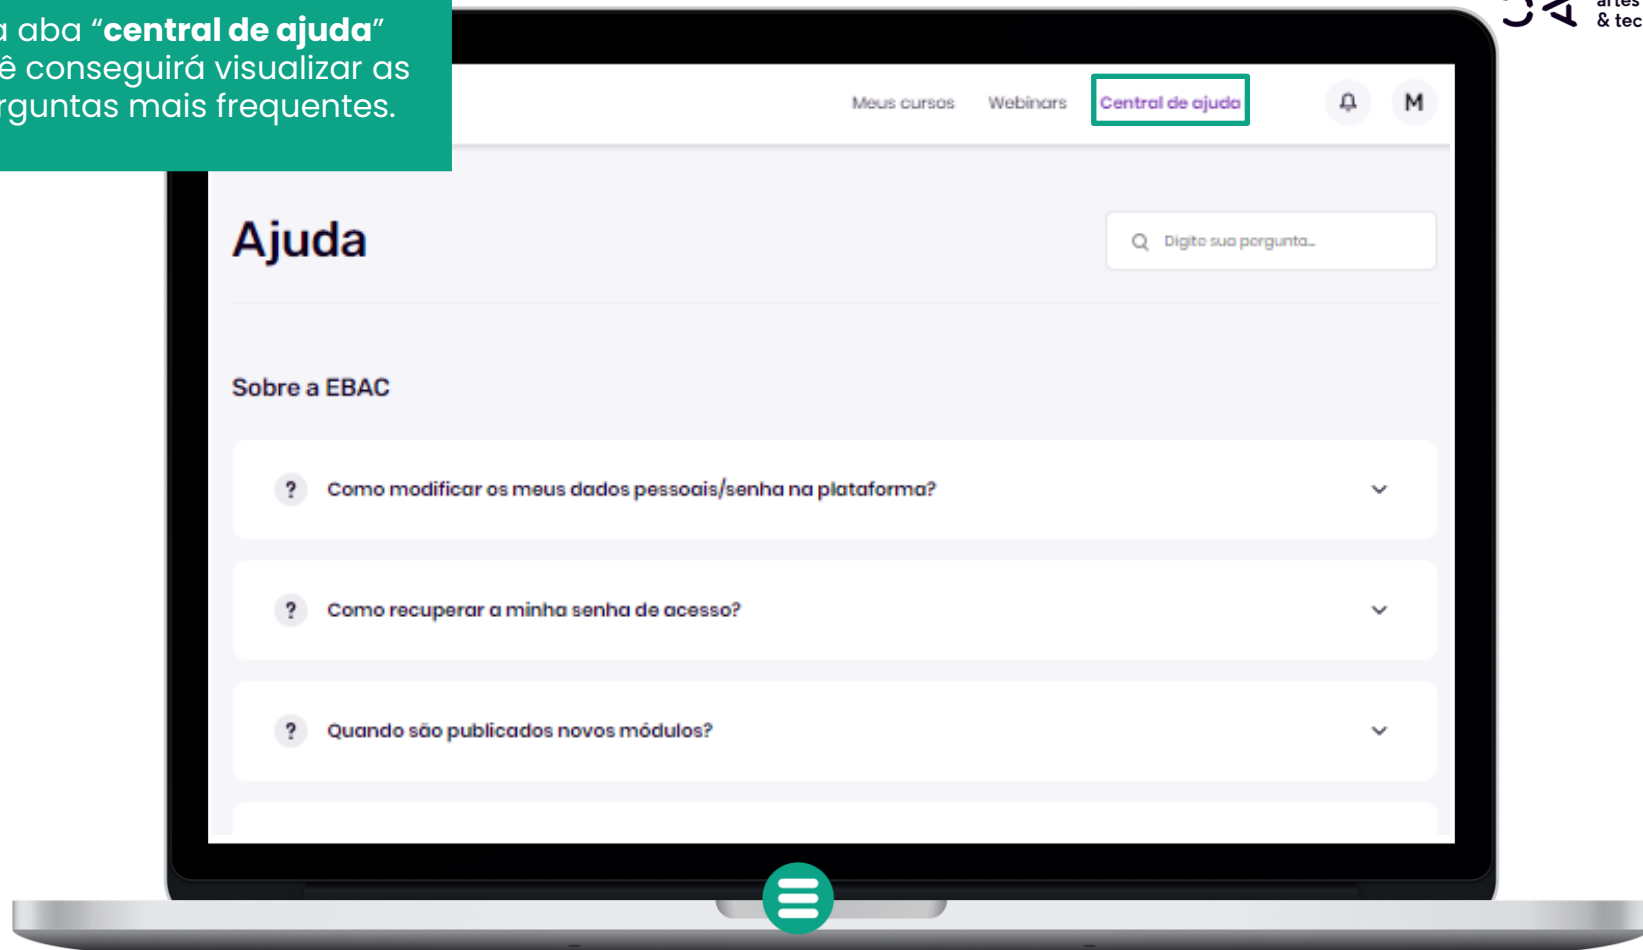 a aba “central de ajuda”
ê conseguirá visualizar as
rguntas mais frequentes.
artes
& tec
Meus cursos Webinars Central de ajuda M
Ajuda
Digite sua pergunta...
Sobre a EBAC
? Como modificar os meus dados pessoais/senha na plataforma?
? Como recuperar a minha senha de acesso?
? Quando são publicados novos módulos?